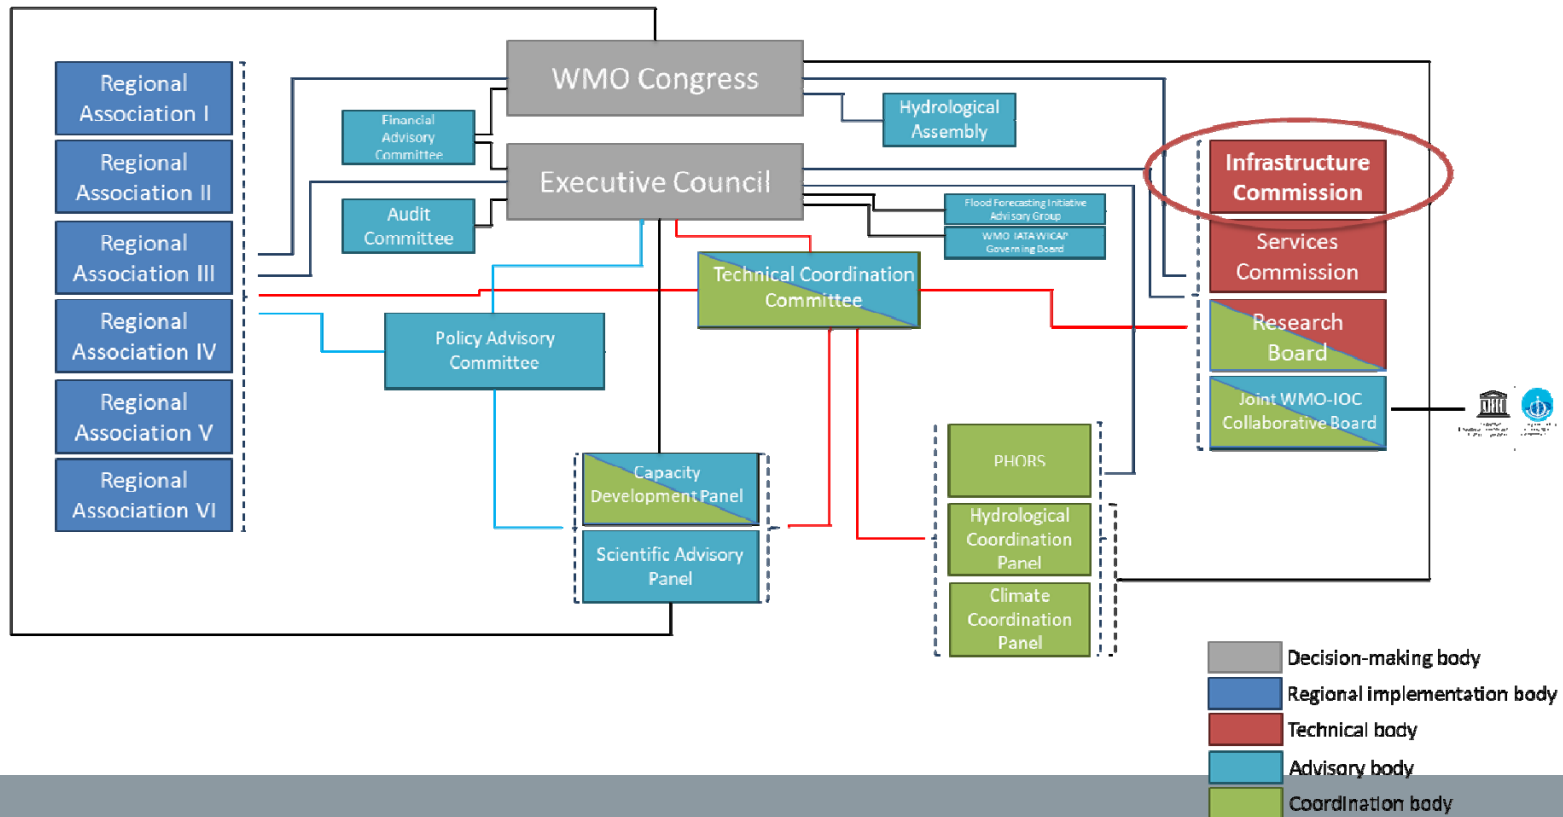 WMO Congress
Regional
Association I
Financial
Advisory
Committee
Hydrological
Assembly
Regional
Association II
Executive Council
Infrastructure
Commission
Audit
Committee
Flood Forecasting Initiative
Advisory Group
WMO IATA WICAP
Governing Board
Regional
Association III
Services
Commission
Technical Coordination
Committee
Regional
Association IV
Policy Advisory
Committee
Research
Board
Regional
Association V
Joint WMO-IOC
Collaborative Board
Regional
Association VI
Capacity
Development Panel
PHORS
Scientific Advisory
Panel
Hydrological
Coordination
Panel
Climate
Coordination
Panel
Decision-making body
Regional implementation body
Technical body
Advisory body
Coordination body